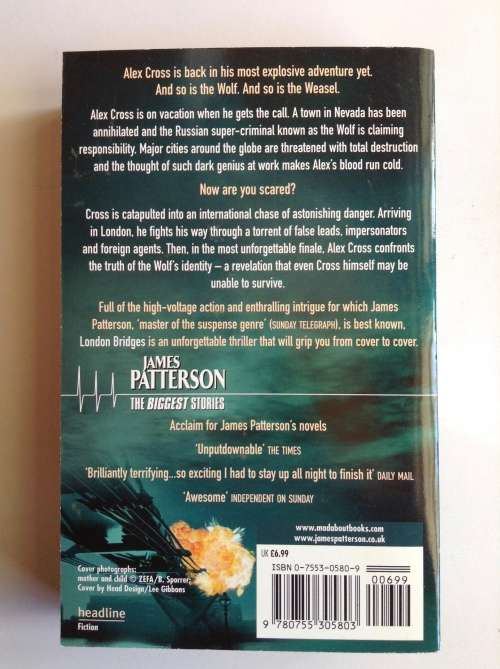 Alex Cross is back in his most explosive adventure yet.
And so is the Wolf. And so is the Weasel.
Alex Cross is on vacation when he gets the call. A town in Nevada has been
annihilated and the Russian super-criminal known as the Wolf is claiming
responsibility. Major cities around the globe are threatened with total destruction
and the thought of such dark genius at work makes Alex's blood run cold.
Now are you scared?
Cross is catapulted into an international chase of astonishing danger. Arriving
in London, he fights his way through a torrent of false leads, impersonators
and foreign agents. Then, in the most unforgettable finale, Alex Cross confronts
the truth of the Wolf's identity – a revelation that even Cross himself may be
unable to survive.
Full of the high-voltage action and enthralling intrigue for which James
Patterson, 'master of the suspense genre' (SUNDAY TELEGRAPH), is best known,
London Bridges is an unforgettable thriller that will grip you from cover to cover.
JAMES
PATTERSON
THE BIGGEST STORIES
Acclaim for James Patterson's novels
'Unputdownable' THE TIMES
'Brilliantly terrifying...so exciting I had to stay up all night to finish it' DAILY MAIL
'Awesome' INDEPENDENT ON SUNDAY
www.madaboutbooks.com
www.jamespatterson.co.uk
UK £6.99
ISBN 0-7553-0580-9
00699
9 780755 305803
Cover photographs:
mother and child © ZEFA/B. Sporrer;
Cover by Head Design/Lee Gibbons
headline
Fiction